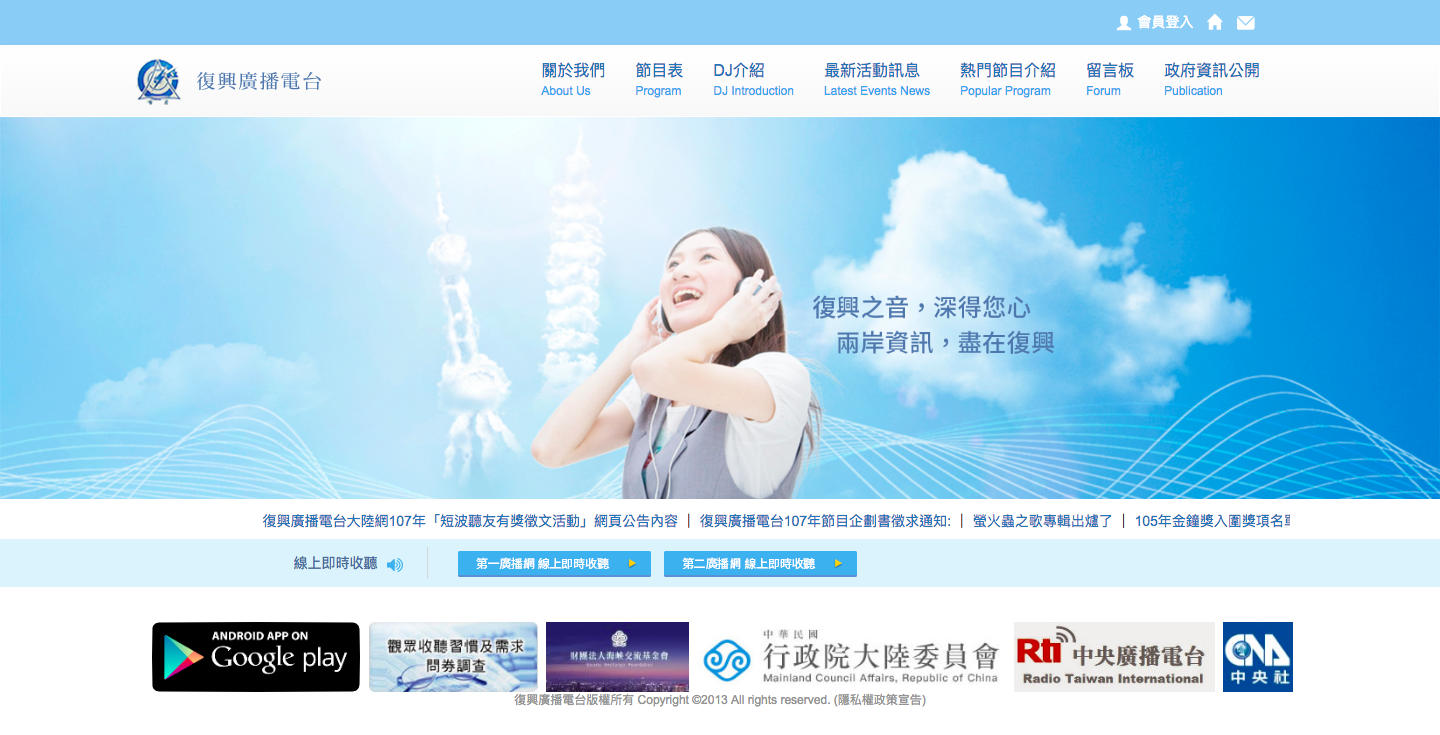 會員登入
復興廣播電台
關於我們 節目表 DJ介紹 最新活動訊息 熱門節目介紹 留言板 政府資訊公開
About Us Program DJ Introduction Latest Events News Popular Program Forum Publication
復興之音，深得您心
兩岸資訊，盡在復興
復興廣播電台大陸網107年「短波聽友有獎徵文活動」網頁公告內容 | 復興廣播電台107年節目企劃書徵求通知: | 螢火蟲之歌專輯出爐了 | 105年金鐘獎入圍獎項名單
線上即時收聽 第一廣播網 線上即時收聽 第二廣播網 線上即時收聽
ANDROID APP ON
Google play
觀眾收聽習慣及需求
問券調查
財團法人海峽交流基金會
Straits Exchange Foundation
中華民國
行政院大陸委員會
Mainland Council Affairs, Republic of China
Rti 中央廣播電台
Radio Taiwan International
CNA
中央社
復興廣播電台版權所有 Copyright ©2013 All rights reserved. (隱私權政策宣告)